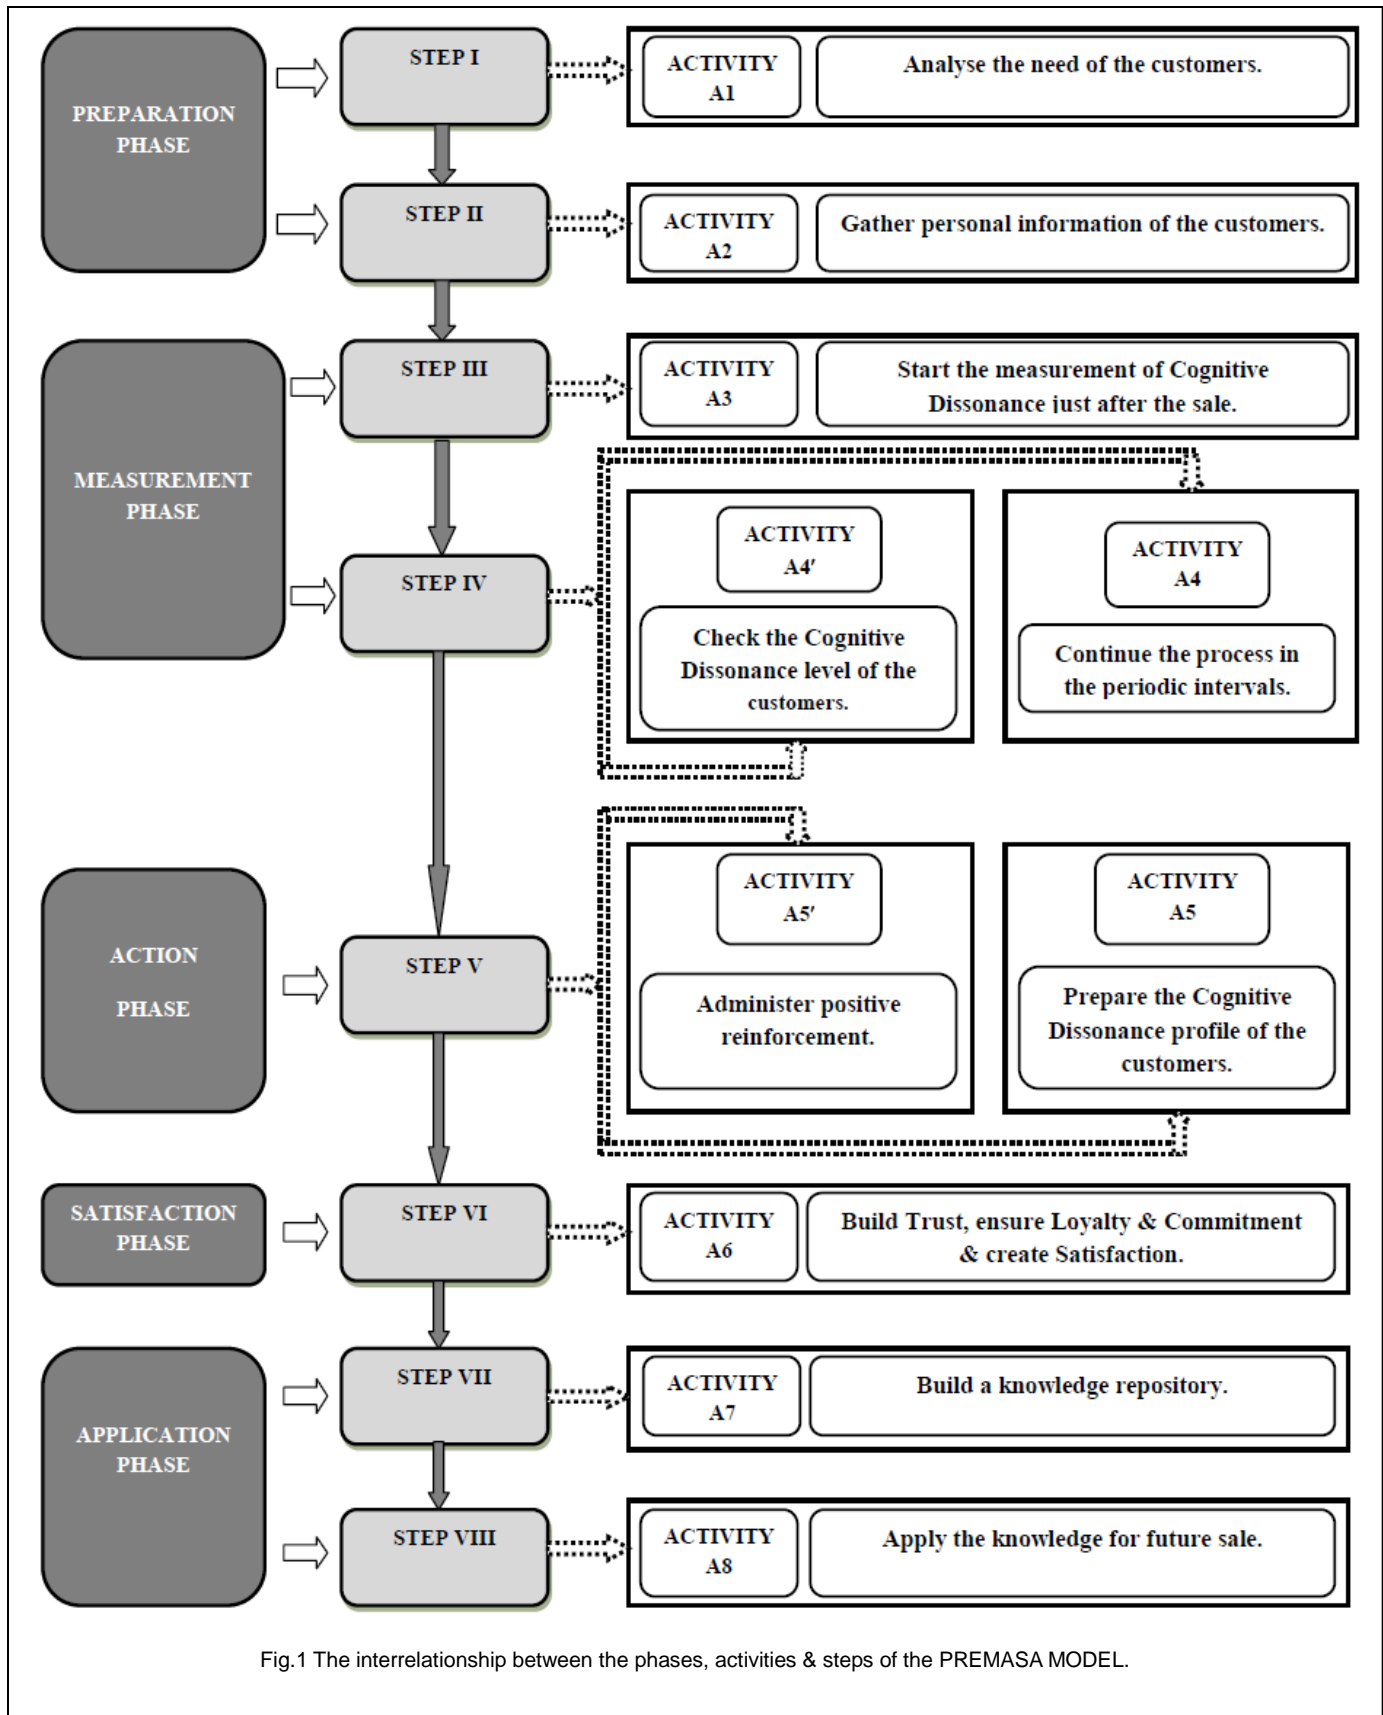 PREPARATION
PHASE
STEP I
ACTIVITY
A1
Analyse the need of the customers.
STEP II
ACTIVITY
A2
Gather personal information of the customers.
MEASUREMENT
PHASE
STEP III
ACTIVITY
A3
Start the measurement of Cognitive
Dissonance just after the sale.
STEP IV
ACTIVITY
A4′
Check the Cognitive
Dissonance level of the
customers.
ACTIVITY
A4
Continue the process in
the periodic intervals.
ACTION
PHASE
STEP V
ACTIVITY
A5′
Administer positive
reinforcement.
ACTIVITY
A5
Prepare the Cognitive
Dissonance profile of the
customers.
SATISFACTION
PHASE
STEP VI
ACTIVITY
A6
Build Trust, ensure Loyalty & Commitment
& create Satisfaction.
APPLICATION
PHASE
STEP VII
ACTIVITY
A7
Build a knowledge repository.
STEP VIII
ACTIVITY
A8
Apply the knowledge for future sale.
Fig.1 The interrelationship between the phases, activities & steps of the PREMASA MODEL.